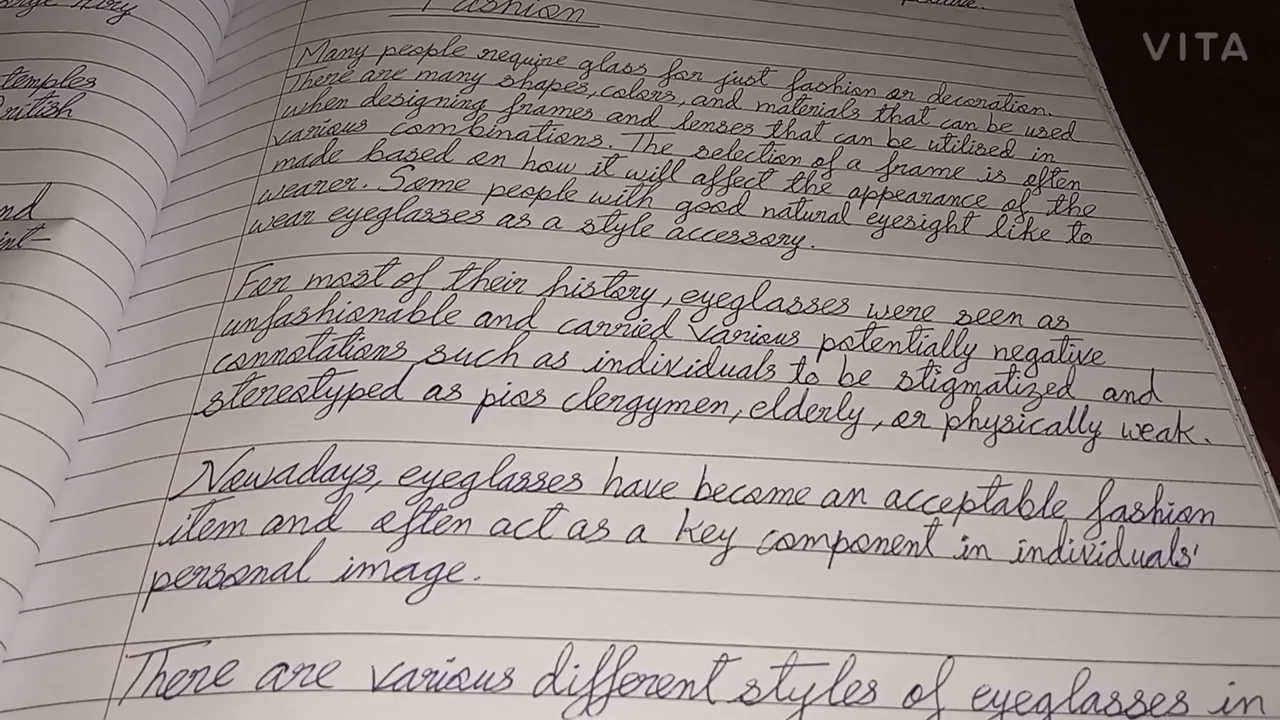 temples
British
nd
int-
Fashion
Many people require glass for just fashion or decoration.
There are many shapes, colors, and materials that can be used
when designing frames and lenses that can be utilised in
various combinations. The selection of a frame is often
made based on how it will affect the appearance of the
wearer. Some people with good natural eyesight like to
wear eyeglasses as a style accessory.
For most of their history, eyeglasses were seen as
unfashionable and carried various potentially negative
connotations such as individuals to be stigmatized and
stereotyped as pios clergymen, elderly, or physically weak.
Nowadays, eyeglasses have become an acceptable fashion
item and often act as a key component in individuals'
personal image.
There are various different styles of eyeglasses in
VITA